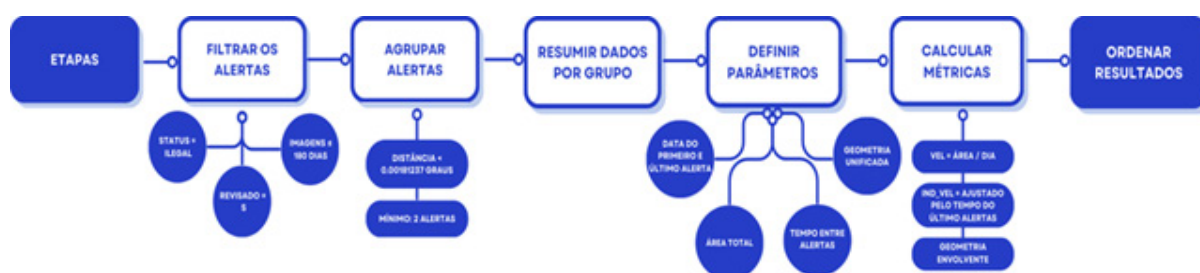 ETAPAS
FILTRAR OS
ALERTAS
AGRUPAR
ALERTAS
RESUMIR DADOS
POR GRUPO
DEFINIR
PARÂMETROS
CALCULAR
MÉTRICAS
ORDENAR
RESULTADOS
STATUS =
ILEGAL
REVISADO =
S
IMAGENS ≤
180 DIAS
DISTÂNCIA <
0.00181237 GRAUS
MÍNIMO: 2 ALERTAS
DATA DO
PRIMEIRO E
ÚLTIMO ALERTA
ÁREA TOTAL
TEMPO ENTRE
ALERTAS
GEOMETRIA
UNIFICADA
VEL = ÁREA / DIA
IND_VEL = AJUSTADO
PELO TEMPO DO
ÚLTIMO ALERTAS
GEOMETRIA
ENVOLVENTE